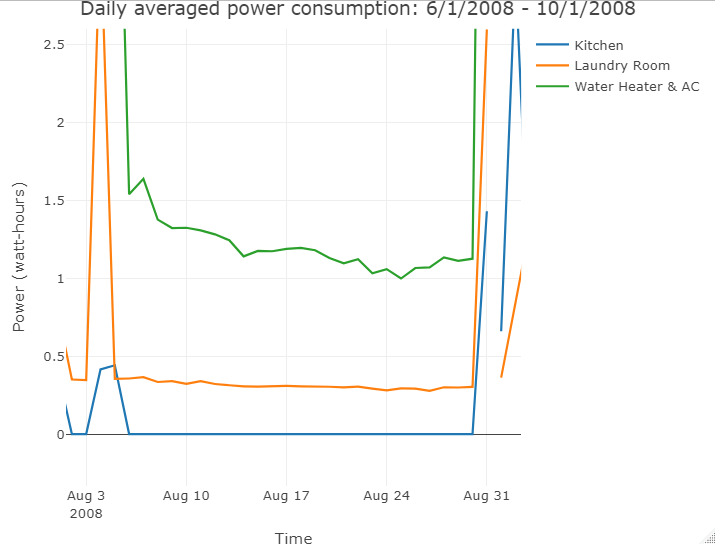 Daily averaged power consumption: 6/1/2008 - 10/1/2008
Kitchen
Laundry Room
Water Heater & AC
Power (watt-hours)
2.5
2
1.5
1
0.5
0
Aug 3
2008
Aug 10
Aug 17
Aug 24
Aug 31
Time